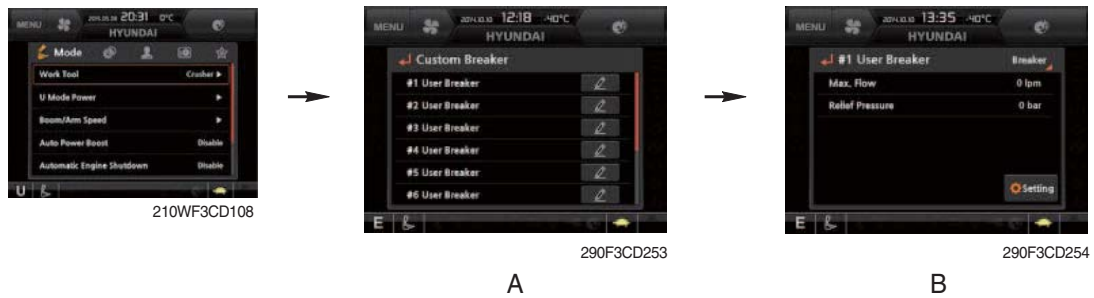 MENU 20:31 0°C
HYUNDAI
Mode
Work Tool Crusher ▶
U Mode Power ▶
Boom/Arm Speed ▶
Auto Power Boost Disable
Automatic Engine Shutdown Disable
U
210WF3CD108
MENU 12:18 -40°C
HYUNDAI
Custom Breaker
#1 User Breaker
#2 User Breaker
#3 User Breaker
#4 User Breaker
#5 User Breaker
#6 User Breaker
E
290F3CD253
A
MENU 13:35 -40°C
HYUNDAI
#1 User Breaker Breaker
Max. Flow 0 lpm
Relief Pressure 0 bar
Setting
E
290F3CD254
B